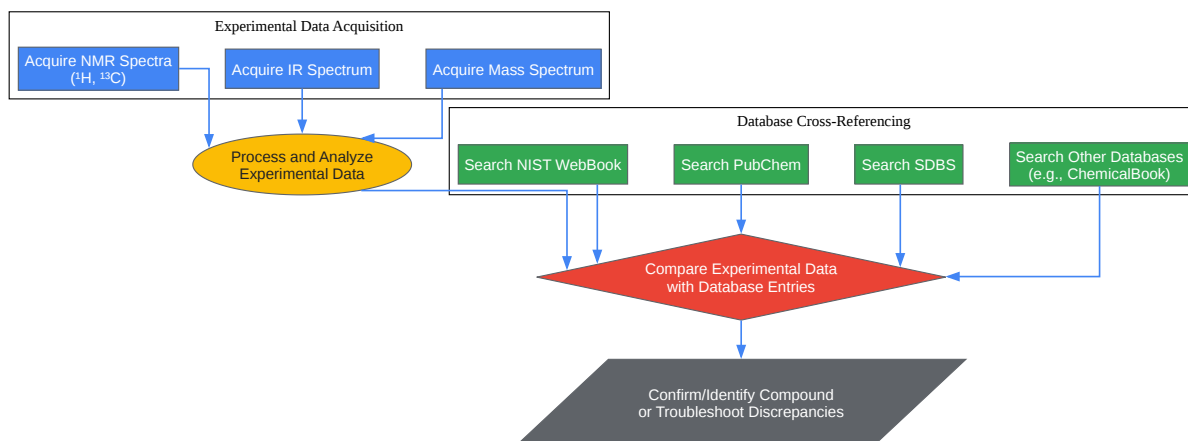 Experimental Data Acquisition
Acquire NMR Spectra
(¹H, ¹³C)
Acquire IR Spectrum
Acquire Mass Spectrum
Process and Analyze
Experimental Data
Database Cross-Referencing
Search NIST WebBook
Search PubChem
Search SDBS
Search Other Databases
(e.g., ChemicalBook)
Compare Experimental Data
with Database Entries
Confirm/Identify Compound
or Troubleshoot Discrepancies